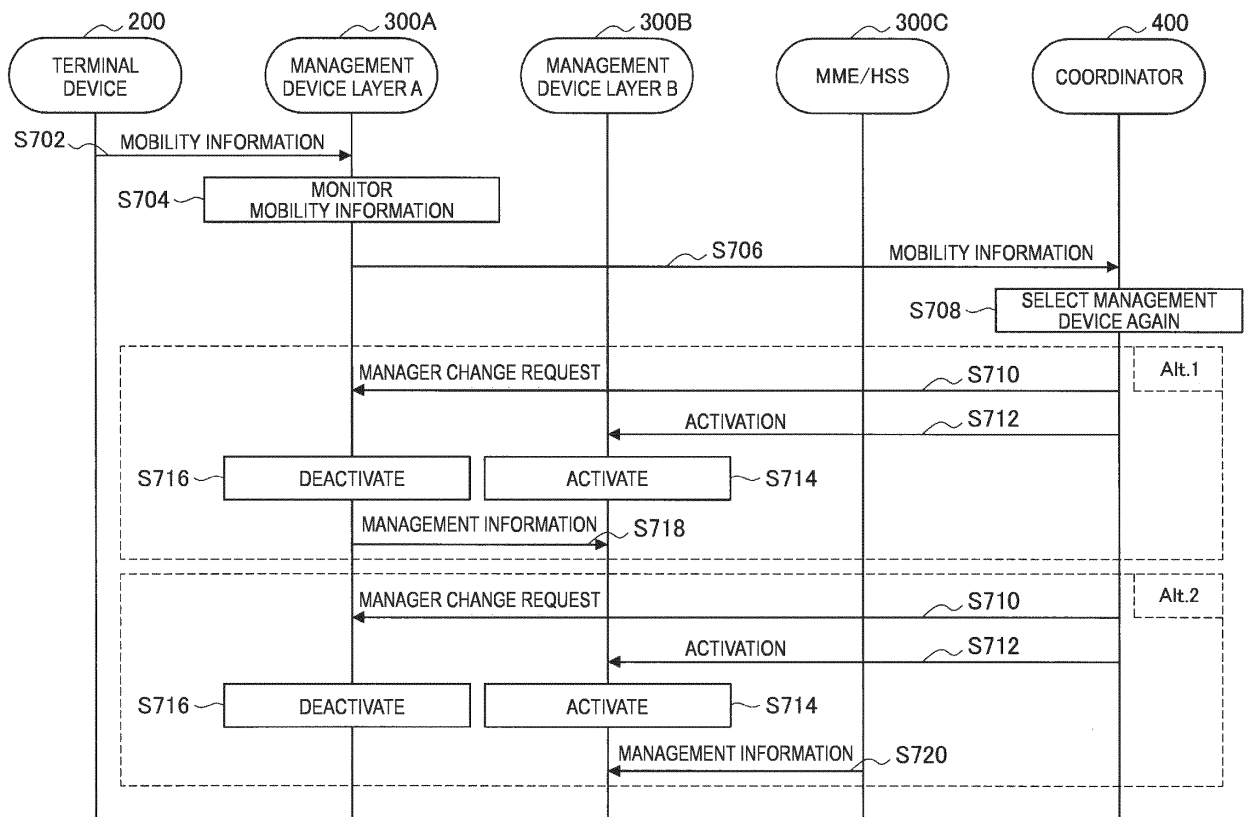 200
300A
300B
300C
400
TERMINAL
DEVICE
MANAGEMENT
DEVICE LAYER A
MANAGEMENT
DEVICE LAYER B
MME/HSS
COORDINATOR
S702
MOBILITY INFORMATION
S704
MONITOR
MOBILITY INFORMATION
S706
MOBILITY INFORMATION
S708
SELECT MANAGEMENT
DEVICE AGAIN
Alt.1
MANAGER CHANGE REQUEST
S710
ACTIVATION
S712
S716
DEACTIVATE
ACTIVATE
S714
MANAGEMENT INFORMATION
S718
Alt.2
MANAGER CHANGE REQUEST
S710
ACTIVATION
S712
S716
DEACTIVATE
ACTIVATE
S714
MANAGEMENT INFORMATION
S720